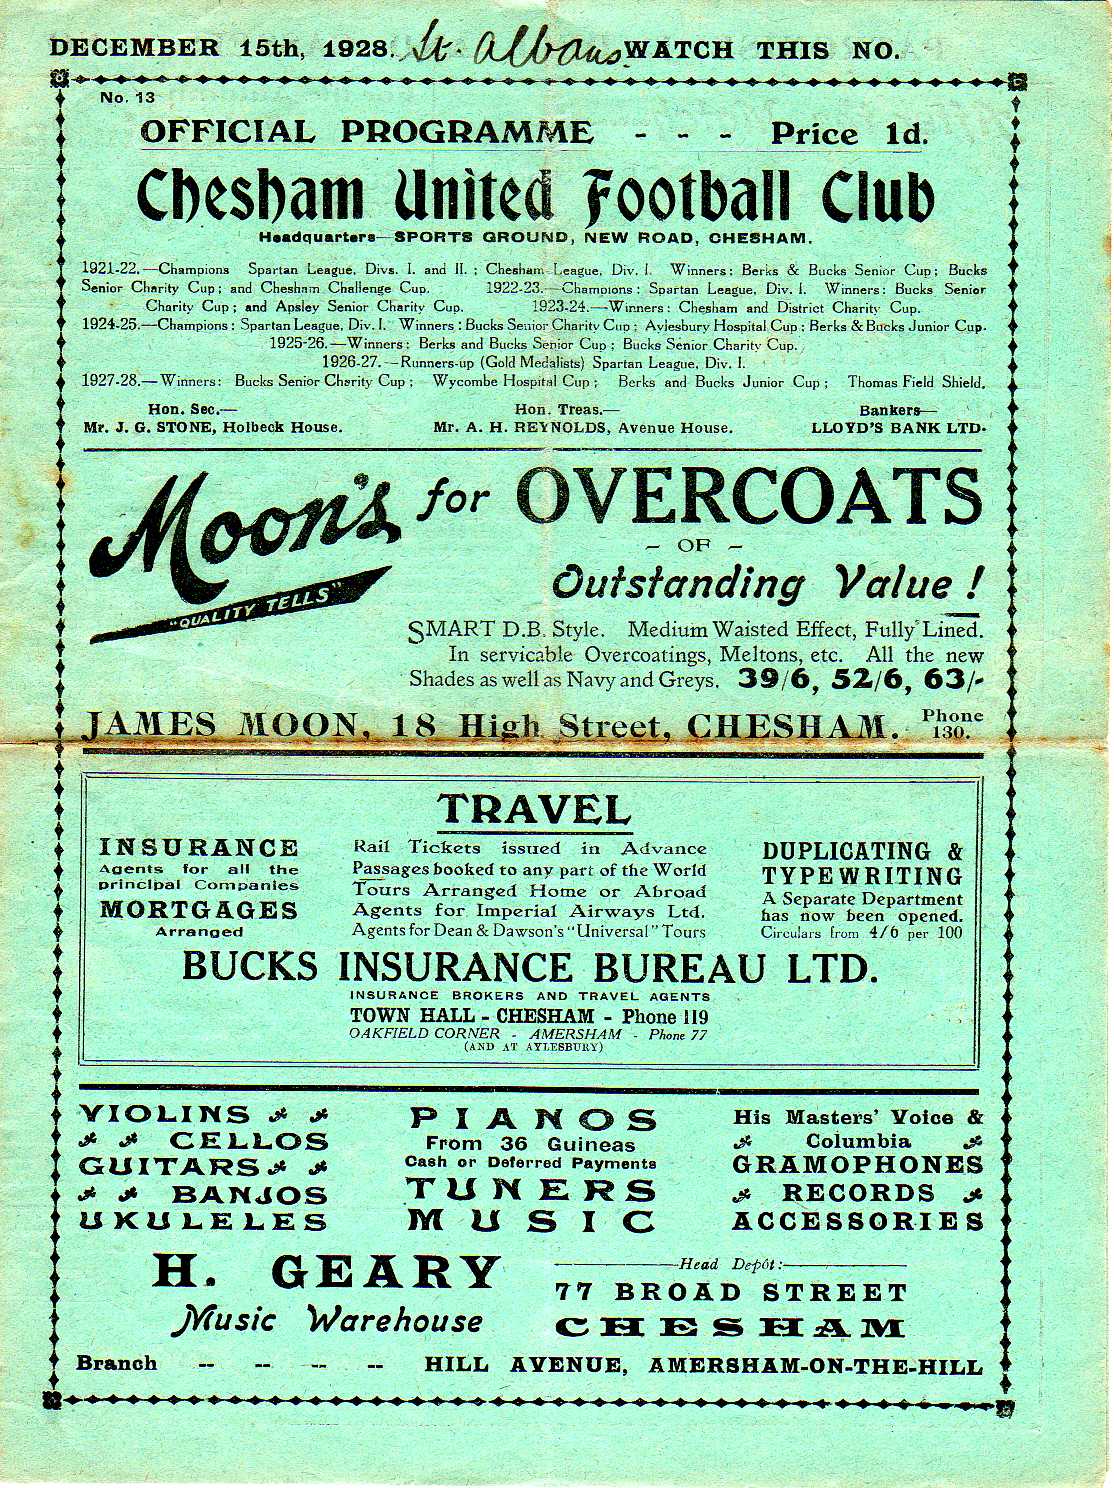 DECEMBER 15th, 1928. St. Albans. WATCH THIS NO.
No. 13
OFFICIAL PROGRAMME - - - Price 1d.
Chesham United Football Club
Headquarters—SPORTS GROUND, NEW ROAD, CHESHAM.
1921-22.—Champions Spartan League. Divs. I. and II. ; Chesham League, Div. I. Winners: Berks & Bucks Senior Cup; Bucks
Senior Charity Cup; and Chesham Challenge Cup. 1922-23.—Champions: Spartan League, Div. I. Winners: Bucks Senior
Charity Cup; and Apsley Senior Charity Cup. 1923-24.—Winners: Chesham and District Charity Cup.
1924-25.—Champions: Spartan League, Div. I. Winners: Bucks Senior Charity Cup; Aylesbury Hospital Cup; Berks & Bucks Junior Cup.
1925-26.—Winners: Berks and Bucks Senior Cup; Bucks Senior Charity Cup.
1926-27.—Runners-up (Gold Medalists) Spartan League, Div. I.
1927-28.—Winners: Bucks Senior Charity Cup; Wycombe Hospital Cup; Berks and Bucks Junior Cup; Thomas Field Shield.
Hon. Sec.— Hon. Treas.— Bankers—
Mr. J. G. STONE, Holbeck House. Mr. A. H. REYNOLDS, Avenue House. LLOYD'S BANK LTD.
Moon's for OVERCOATS
"QUALITY TELLS"
- OF -
Outstanding Value !
SMART D.B. Style. Medium Waisted Effect, Fully Lined.
In servicable Overcoatings, Meltons, etc. All the new
Shades as well as Navy and Greys. 39/6, 52/6, 63/-
JAMES MOON, 18 High Street, CHESHAM. Phone 130.
TRAVEL
INSURANCE
Agents for all the
principal Companies
MORTGAGES
Arranged
Rail Tickets issued in Advance
Passages booked to any part of the World
Tours Arranged Home or Abroad
Agents for Imperial Airways Ltd.
Agents for Dean & Dawson's "Universal" Tours
DUPLICATING &
TYPEWRITING
A Separate Department
has now been opened.
Circulars from 4/6 per 100
BUCKS INSURANCE BUREAU LTD.
INSURANCE BROKERS AND TRAVEL AGENTS
TOWN HALL - CHESHAM - Phone 119
OAKFIELD CORNER - AMERSHAM - Phone 77
(AND AT AYLESBURY)
VIOLINS
CELLOS
GUITARS
BANJOS
UKULELES
PIANOS
From 36 Guineas
Cash or Deferred Payments
TUNERS
MUSIC
His Masters' Voice &
Columbia
GRAMOPHONES
RECORDS
ACCESSORIES
H. GEARY
Music Warehouse
Head Depôt:
77 BROAD STREET
CHESHAM
Branch -- -- -- -- HILL AVENUE, AMERSHAM-ON-THE-HILL